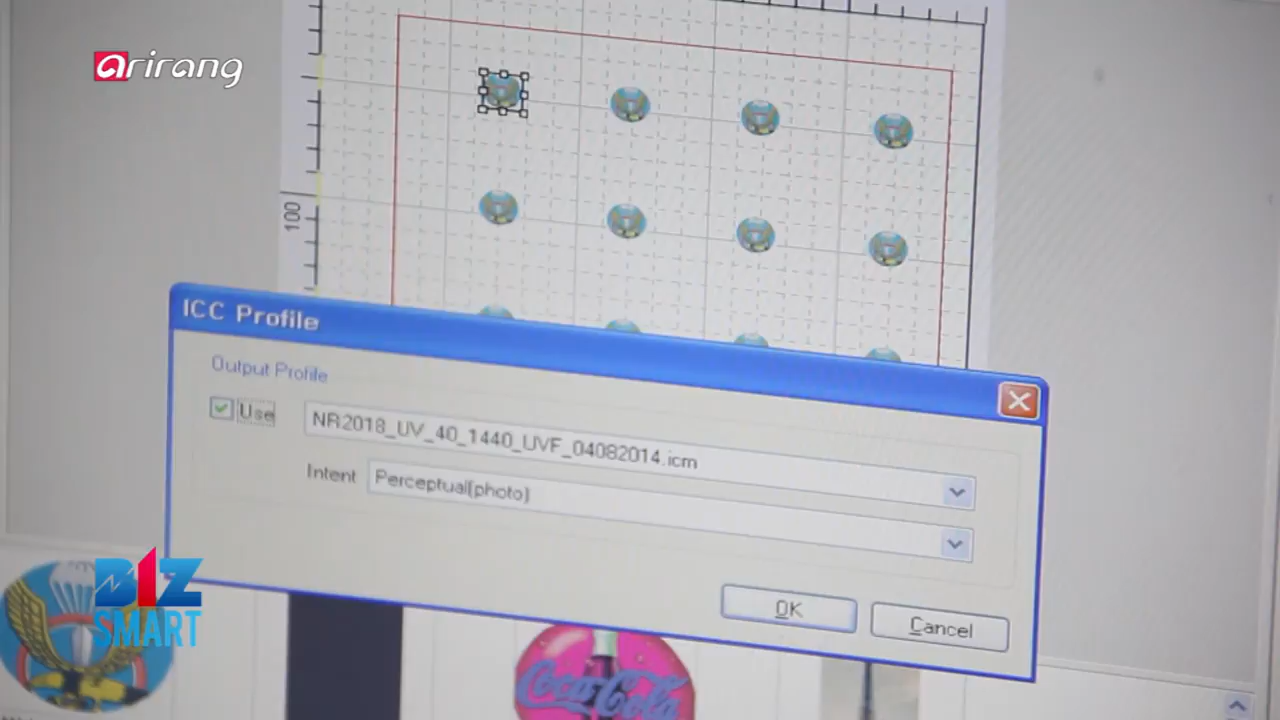 arirang
100
ICC Profile
Output Profile
Use
NR2018_UV_40_1440_UVF_04082014.icm
Intent
Perceptual(photo)
OK
Cancel
BIZ
SMART
Coca-Cola